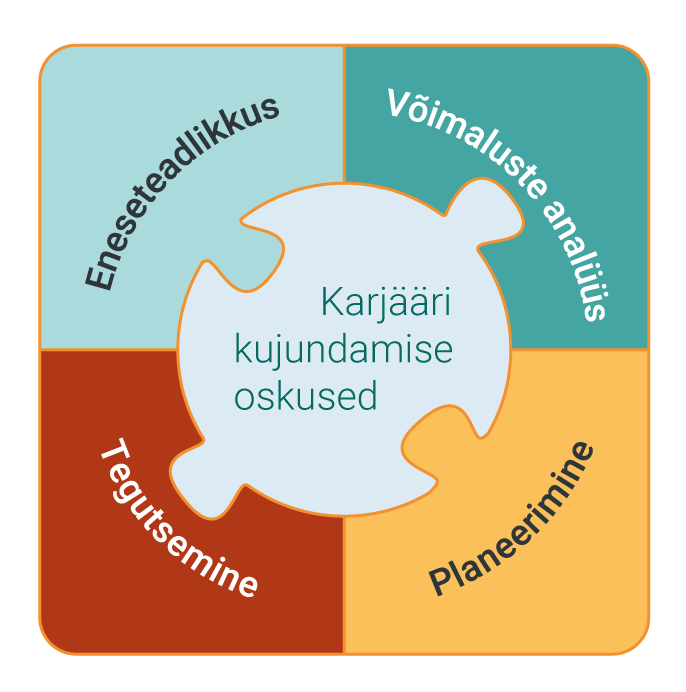 Eneseteadlikkus
Võimaluste analüüs
Karjääri
kujundamise
oskused
Tegutsemine
Planeerimine